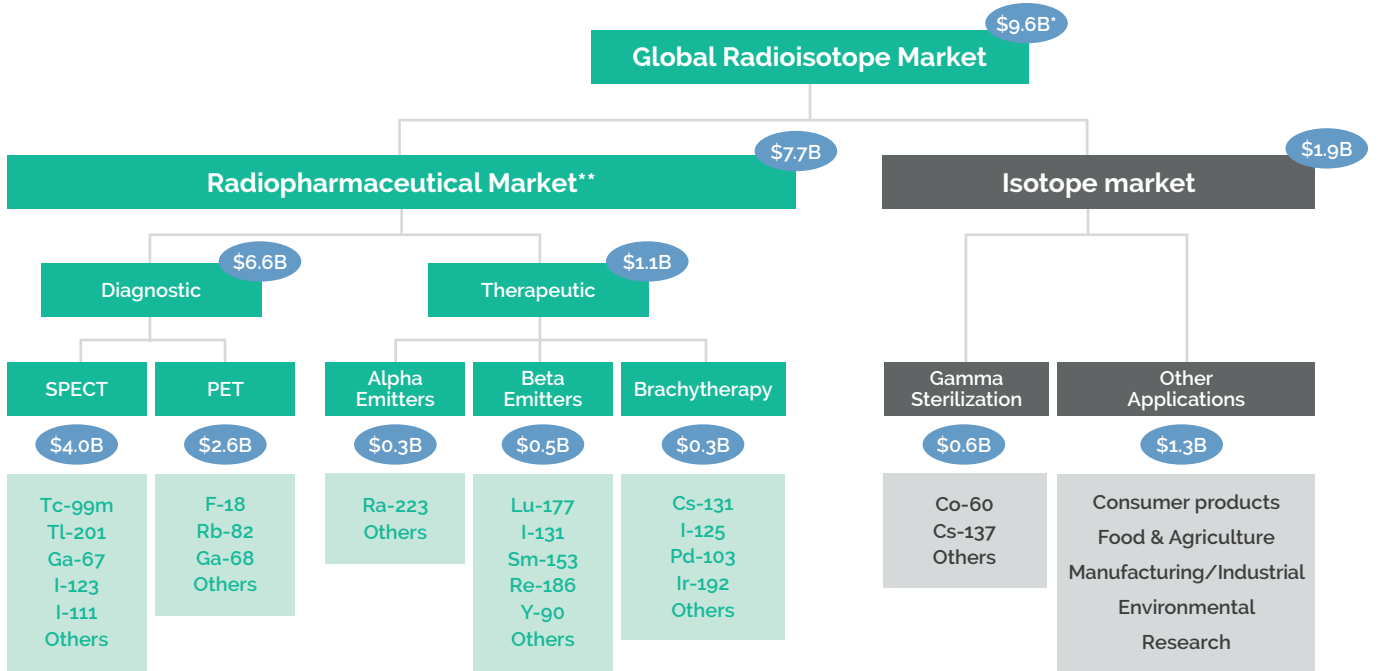 $9.6B*
Global Radioisotope Market
$7.7B
Radiopharmaceutical Market**
$1.9B
Isotope market
$6.6B
Diagnostic
$1.1B
Therapeutic
SPECT
$4.0B
Tc-99m
Tl-201
Ga-67
I-123
I-111
Others
PET
$2.6B
F-18
Rb-82
Ga-68
Others
Alpha
Emitters
$0.3B
Ra-223
Others
Beta
Emitters
$0.5B
Lu-177
I-131
Sm-153
Re-186
Y-90
Others
Brachytherapy
$0.3B
Cs-131
I-125
Pd-103
Ir-192
Others
Gamma
Sterilization
$0.6B
Co-60
Cs-137
Others
Other
Applications
$1.3B
Consumer products
Food & Agriculture
Manufacturing/Industrial
Environmental
Research